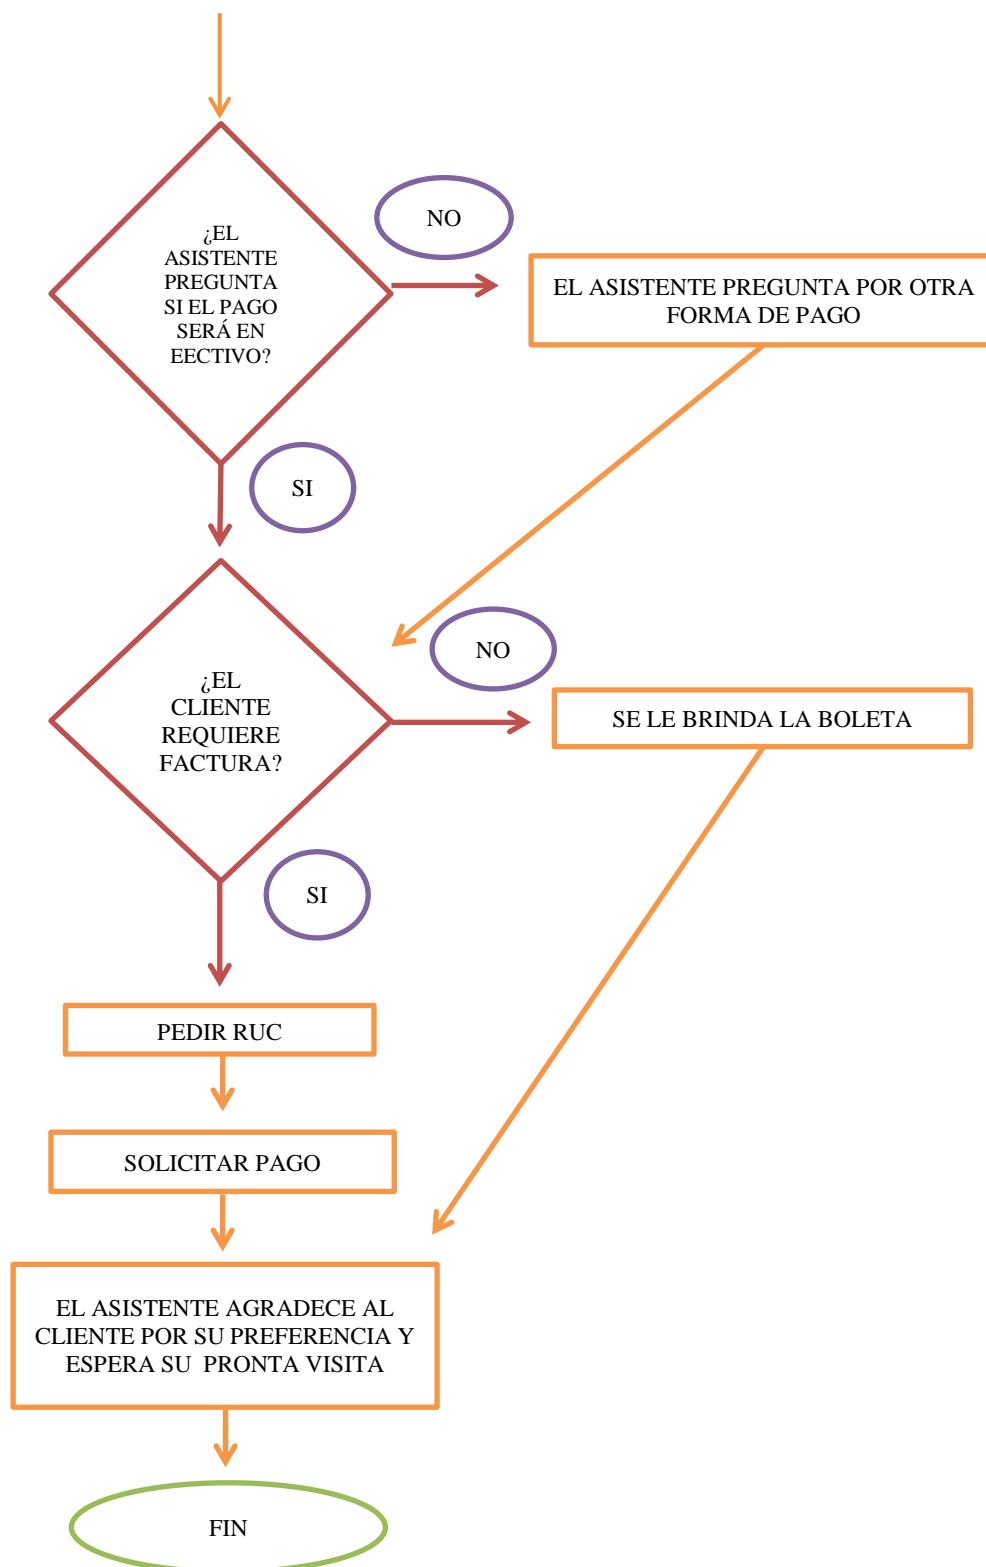 ¿EL
ASISTENTE
PREGUNTA
SI EL PAGO
SERÁ EN
EECTIVO?
NO
EL ASISTENTE PREGUNTA POR OTRA
FORMA DE PAGO
SI
¿EL
CLIENTE
REQUIERE
FACTURA?
NO
SE LE BRINDA LA BOLETA
SI
PEDIR RUC
SOLICITAR PAGO
EL ASISTENTE AGRADECE AL
CLIENTE POR SU PREFERENCIA Y
ESPERA SU  PRONTA VISITA
FIN